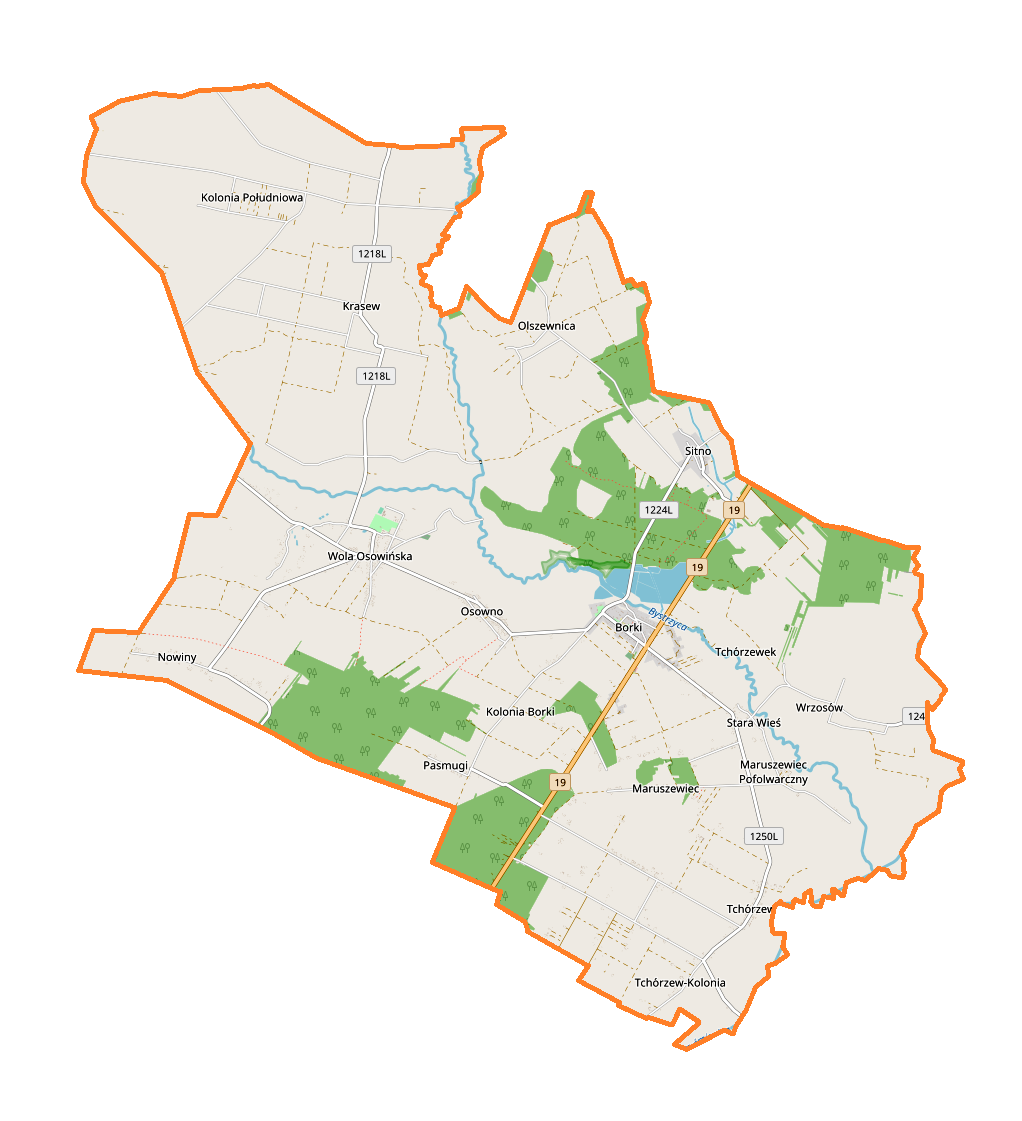 Kolonia Południowa
1218L
Krasew
Olszewnica
1218L
Sitno
1224L
19
Wola Osowińska
19
Osowno
Bystrzyca
Borki
Tchórzewek
Nowiny
Kolonia Borki
Wrzosów
124
Stara Wieś
Pasmugi
Maruszewiec
Pofolwarczny
19
Maruszewiec
1250L
Tchórzew
Tchórzew-Kolonia